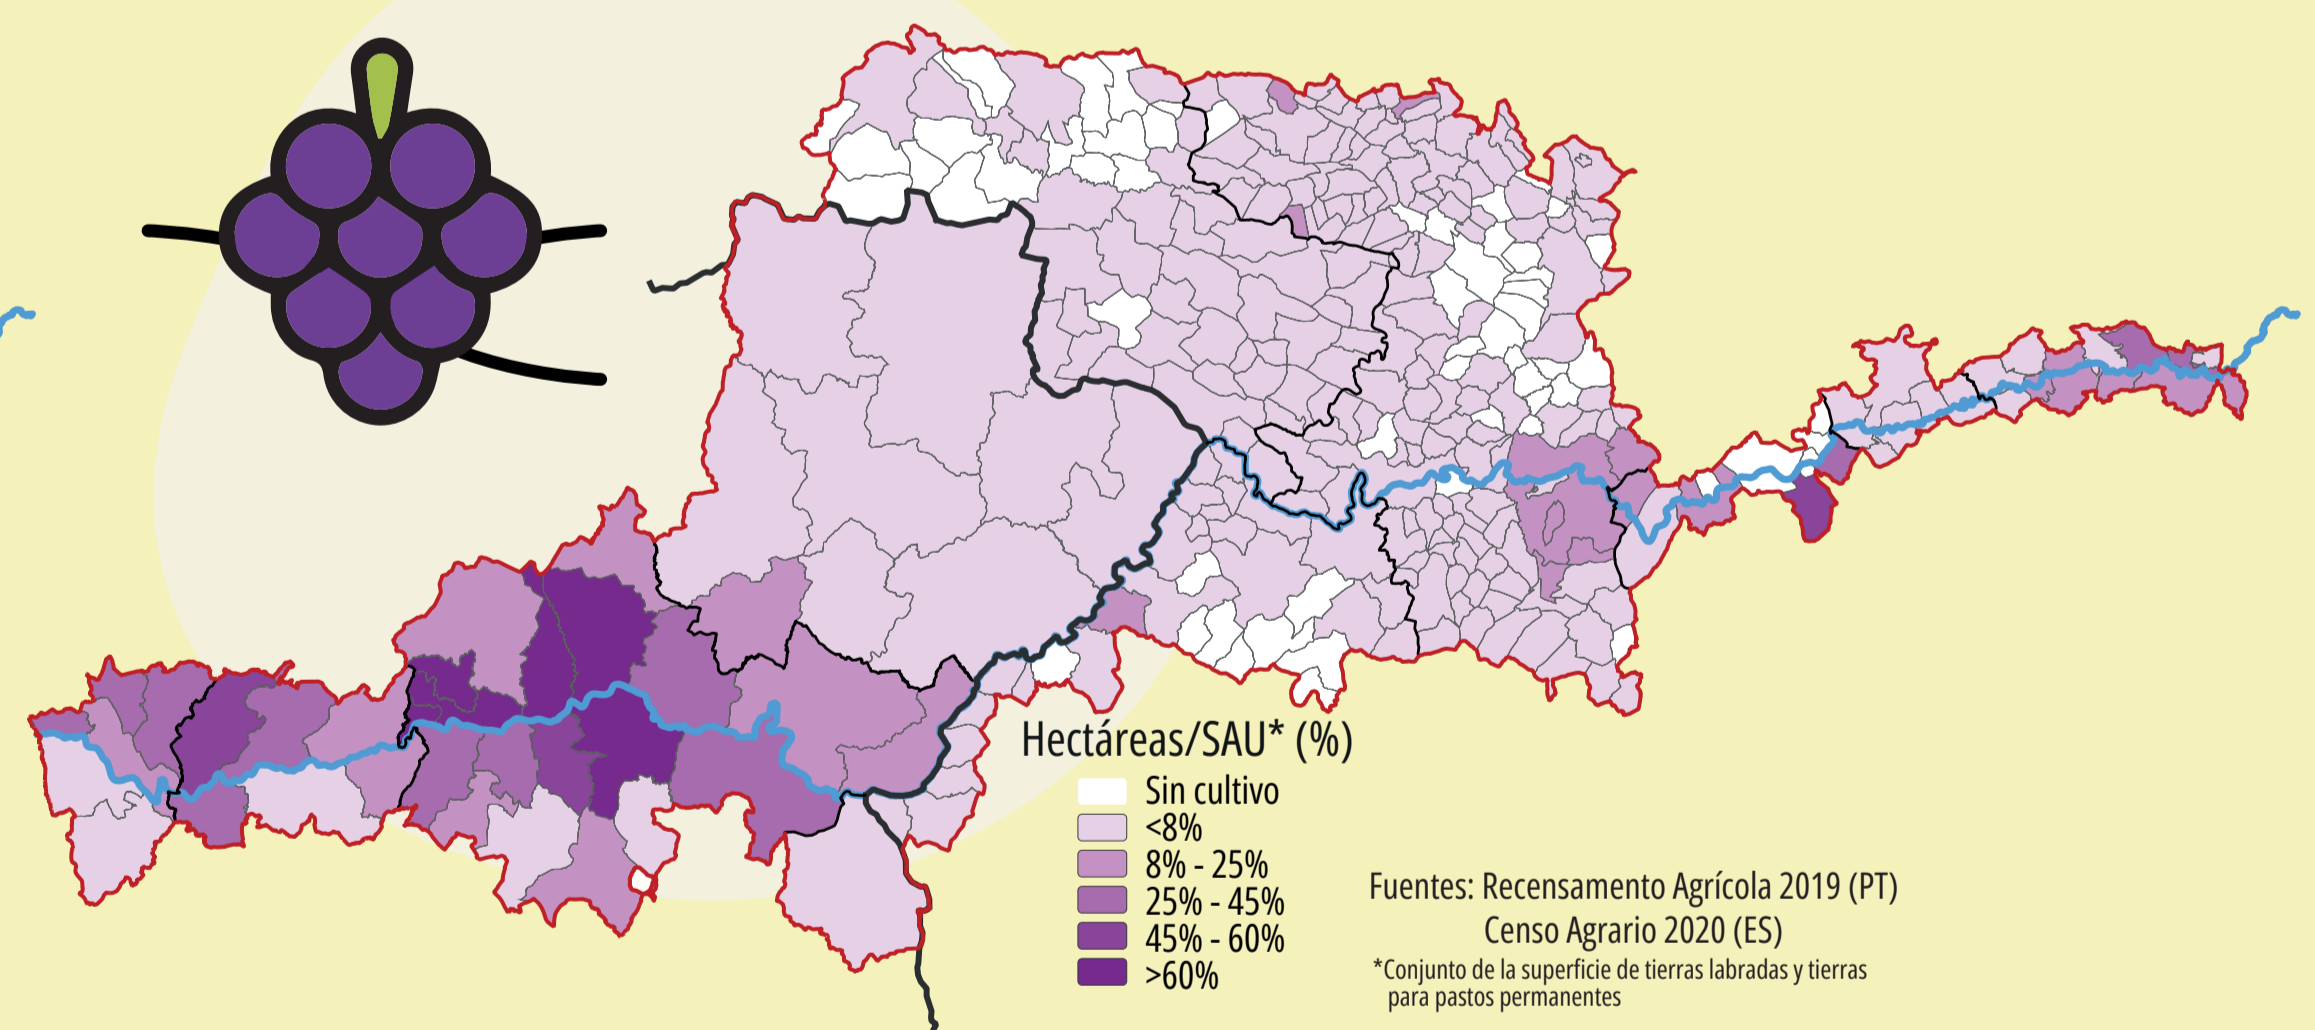 Hectáreas/SAU* (%)
Sin cultivo
<8%
8% - 25%
25% - 45%
45% - 60%
>60%
Fuentes: Recensamento Agrícola 2019 (PT)
Censo Agrario 2020 (ES)
*Conjunto de la superficie de tierras labradas y tierras
para pastos permanentes